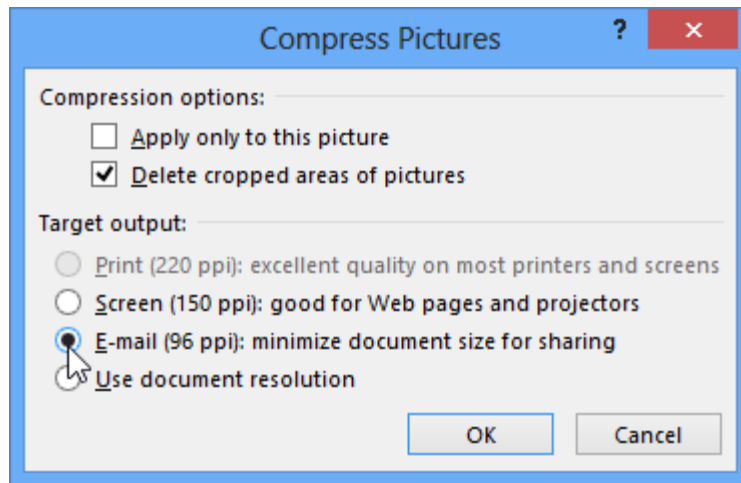 Compress Pictures
?
Compression options:
Apply only to this picture
Delete cropped areas of pictures
Target output:
Print (220 ppi): excellent quality on most printers and screens
Screen (150 ppi): good for Web pages and projectors
E-mail (96 ppi): minimize document size for sharing
Use document resolution
OK Cancel